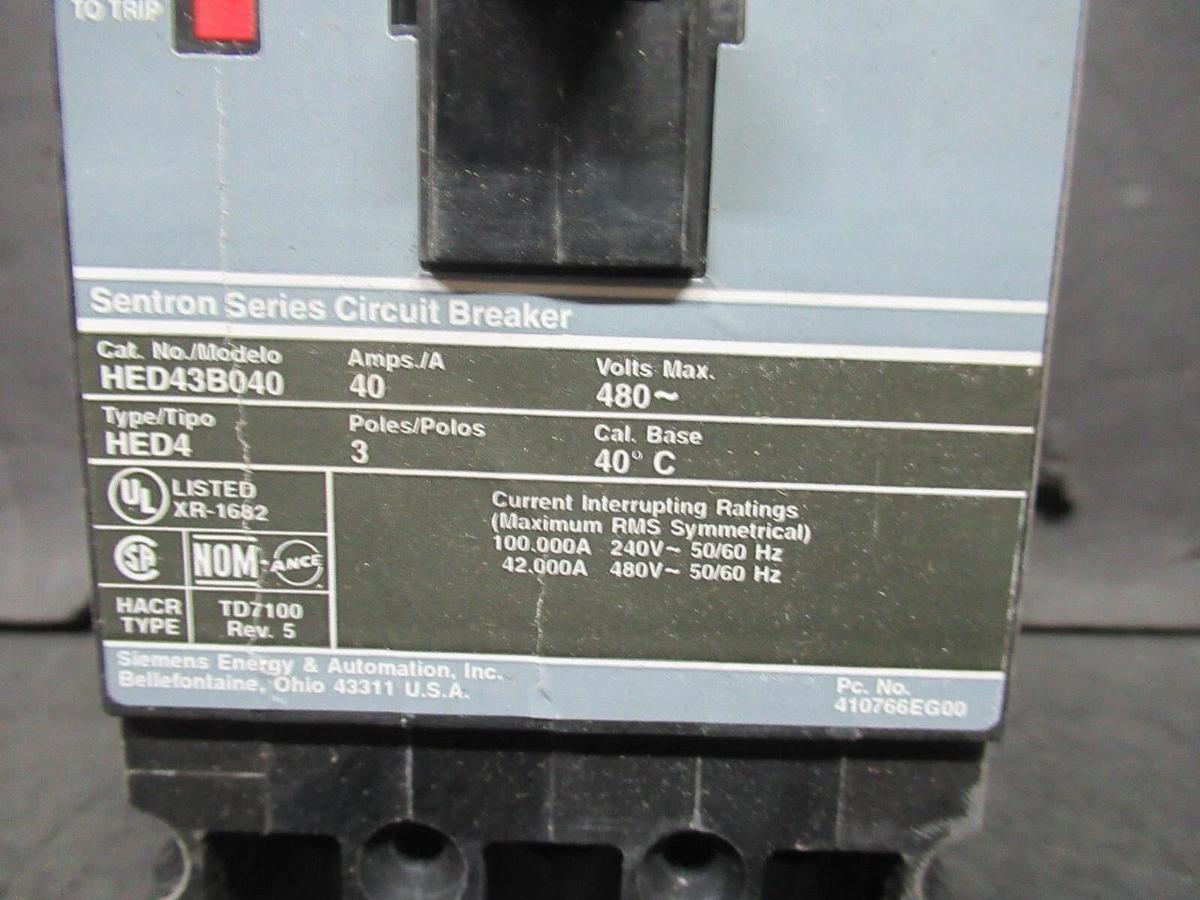 TO TRIP
Sentron Series Circuit Breaker
Cat. No./Modelo Amps./A Volts Max.
HED43B040 40 480~
Type/Tipo Poles/Polos Cal. Base
HED4 3 40° C
UL LISTED
XR-1682
SA NOM-ANCE
HACR TYPE
TD7100
Rev. 5
Current Interrupting Ratings
(Maximum RMS Symmetrical)
100.000A 240V~ 50/60 Hz
42.000A 480V~ 50/60 Hz
Siemens Energy & Automation, Inc.
Bellefontaine, Ohio 43311 U.S.A.
Pc. No.
410766EG00